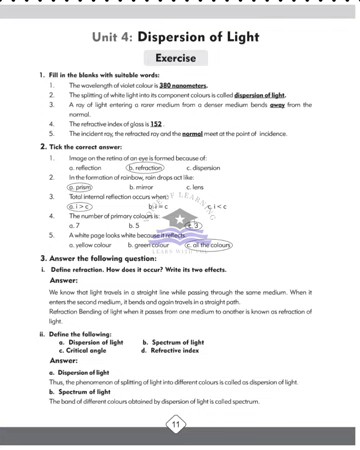 Unit 4: Dispersion of Light
Exercise
1. Fill in the blanks with suitable words:
1. The wavelength of violet colour is 380 nanometers.
2. The splitting of white light into its component colours is called dispersion of light.
3. A ray of light entering a rarer medium from a denser medium bends away from the
normal.
4. The refractive index of glass is 152 .
5. The incident ray, the refracted ray and the normal meet at the point of incidence.
2. Tick the correct answer:
1. Image on the retina of an eye is formed because of:
a. reflection b. refraction c. dispersion
2. In the formation of rainbow, rain drops act like:
a. prism b. mirror c. lens
3. Total internal reflection occurs when:
a. i > c b. i = c c. i < c
4. The number of primary colours is:
a. 7 b. 5 c. 3
5. A white page looks white because it reflects:
a. yellow colour b. green colour c. all the colours
3. Answer the following question:
i. Define refraction. How does it occur? Write its two effects.
Answer:
We know that light travels in a straight line while passing through the same medium. When it
enters the second medium, it bends and again travels in a straight path.
Refraction Bending of light when it passes from one medium to another is known as refraction of
light.
ii. Define the following:
a. Dispersion of light b. Spectrum of light
c. Critical angle d. Refractive index
Answer:
a. Dispersion of light
Thus, the phenomenon of splitting of light into different colours is called as dispersion of light.
b. Spectrum of light
The band of different colours obtained by dispersion of light is called spectrum.
11